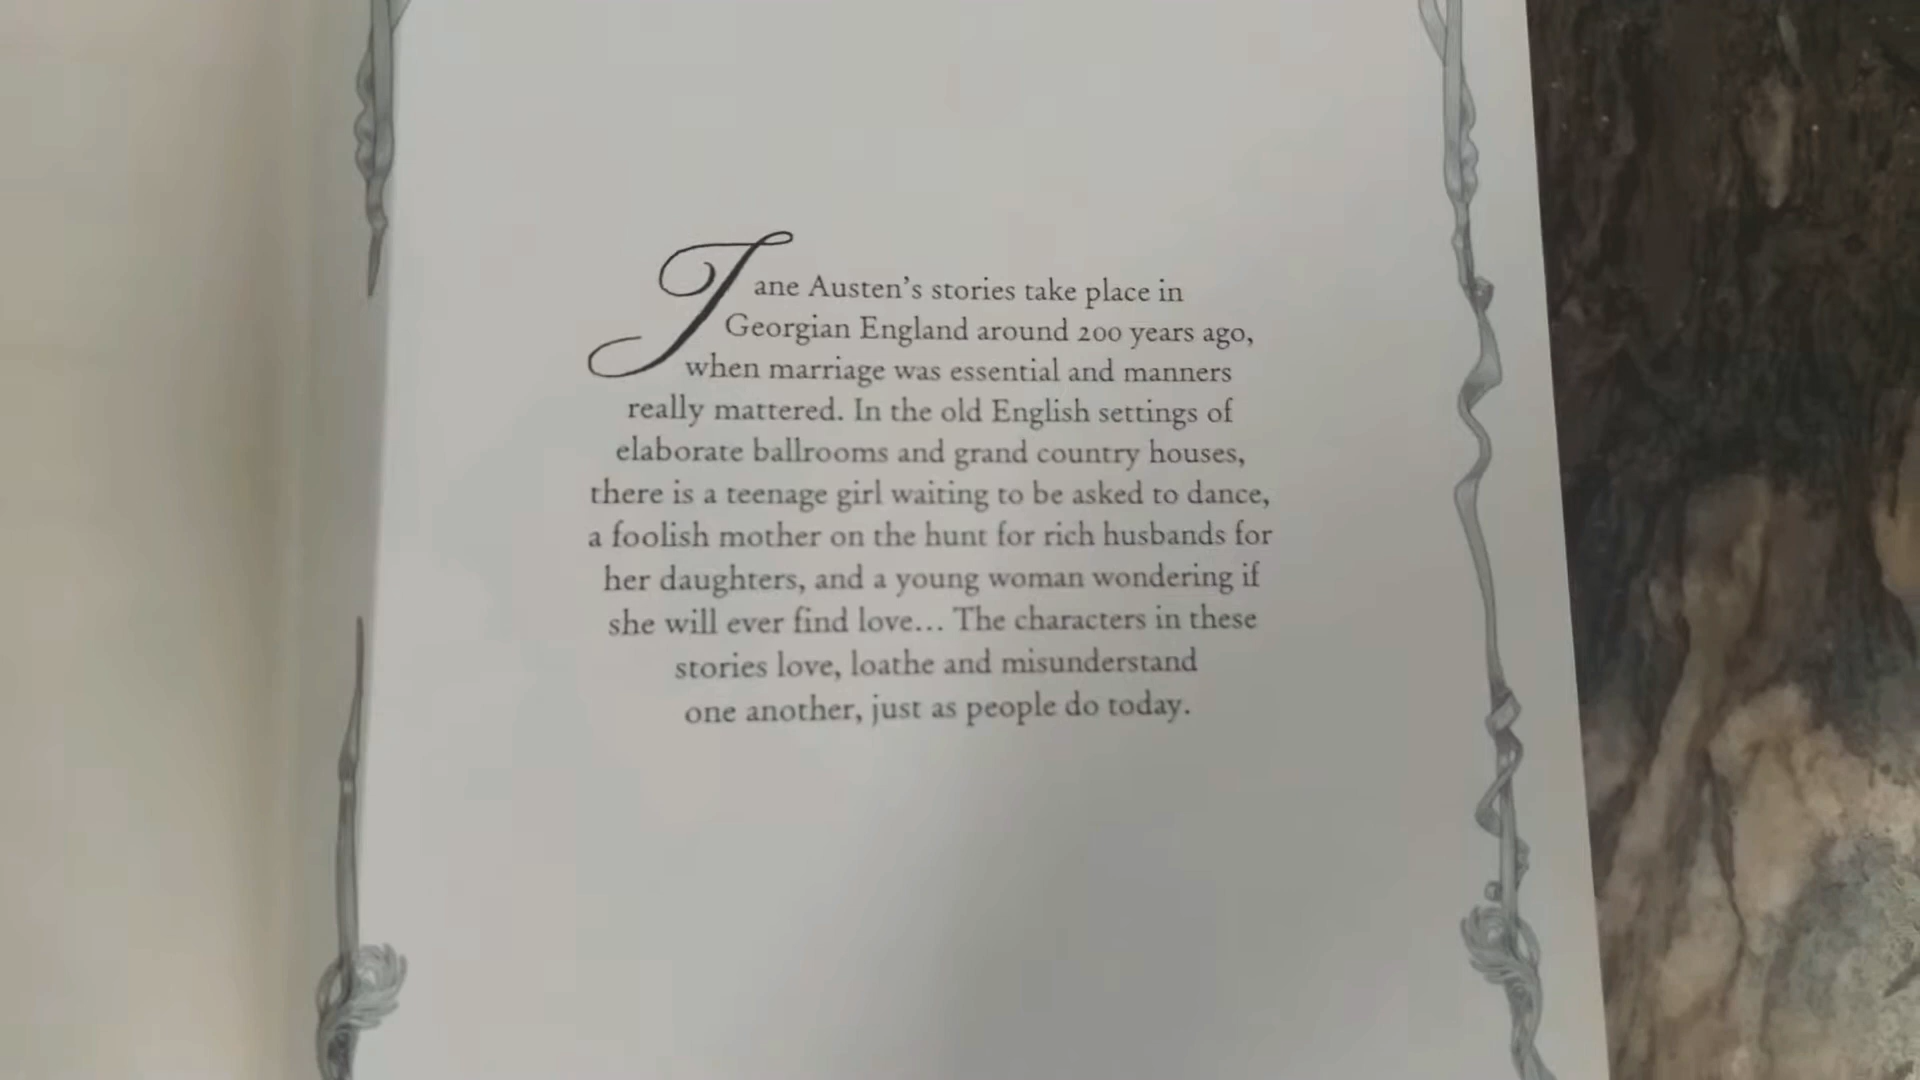 Jane Austen’s stories take place in
Georgian England around 200 years ago,
when marriage was essential and manners
really mattered. In the old English settings of
elaborate ballrooms and grand country houses,
there is a teenage girl waiting to be asked to dance,
a foolish mother on the hunt for rich husbands for
her daughters, and a young woman wondering if
she will ever find love... The characters in these
stories love, loathe and misunderstand
one another, just as people do today.